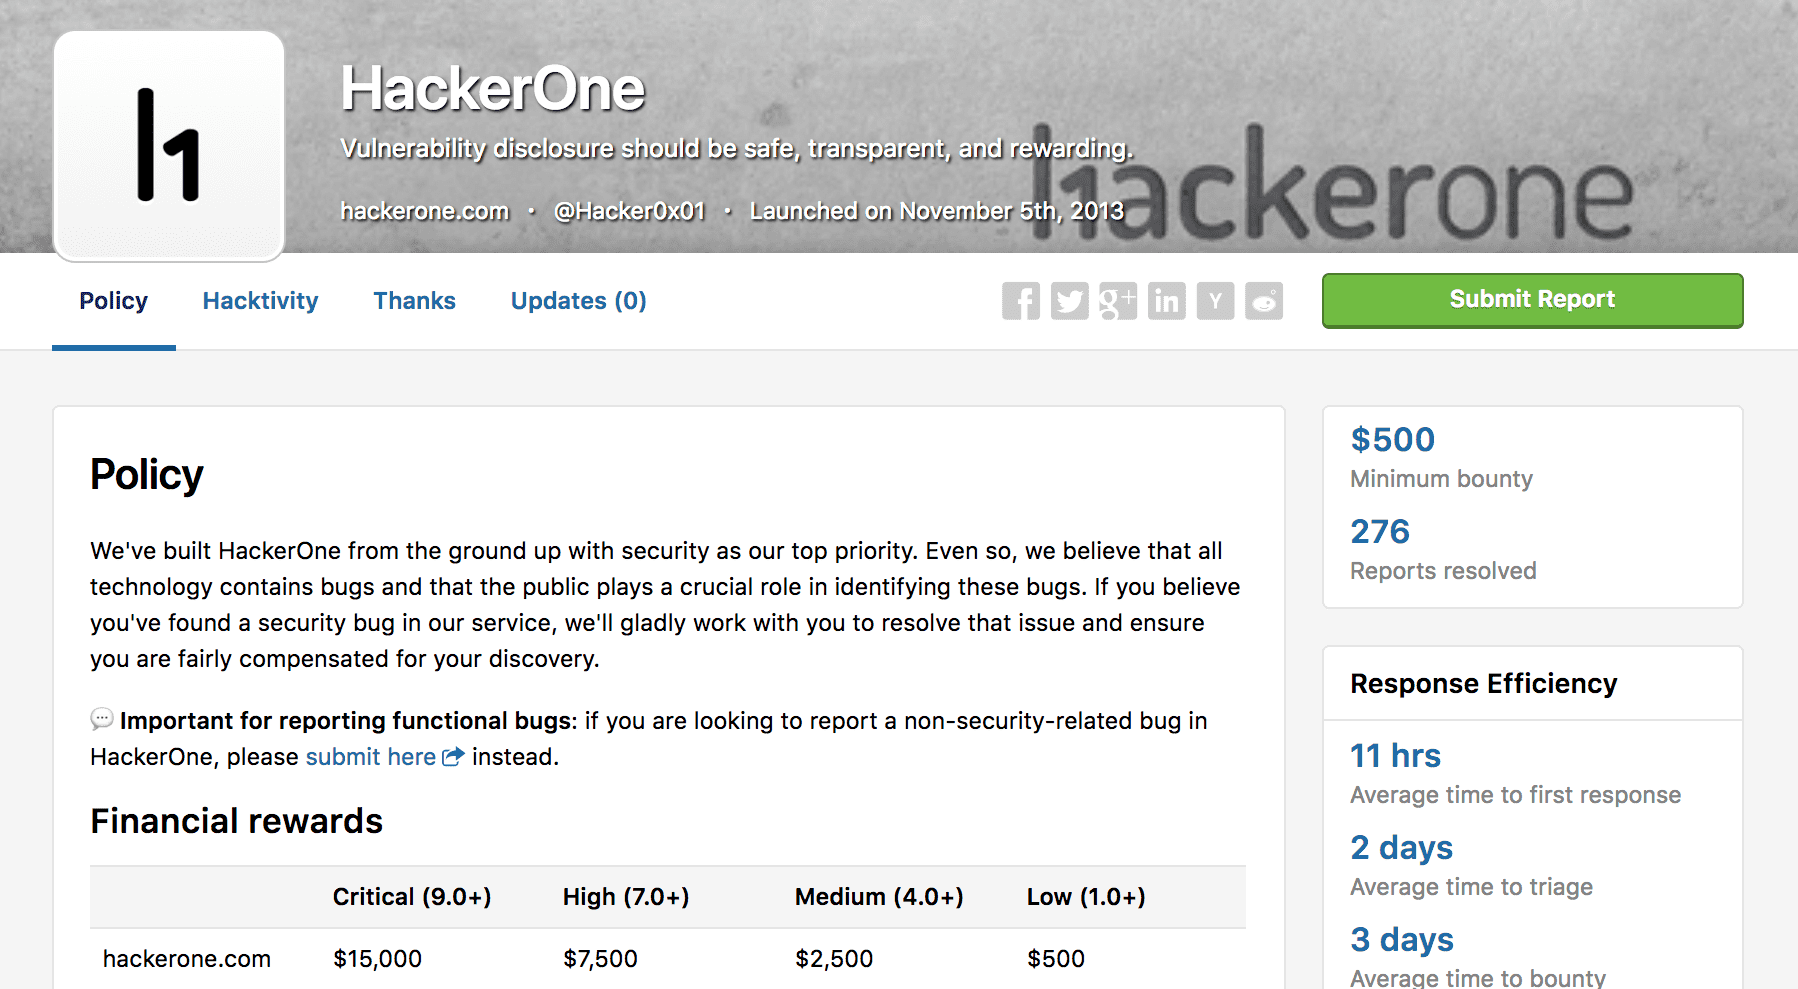 HackerOne
Vulnerability disclosure should be safe, transparent, and rewarding.
hackerone
hackerone.com • @Hacker0x01 • Launched on November 5th, 2013
Policy Hacktivity Thanks Updates (0)
Submit Report
Policy
We've built HackerOne from the ground up with security as our top priority. Even so, we believe that all
technology contains bugs and that the public plays a crucial role in identifying these bugs. If you believe
you've found a security bug in our service, we'll gladly work with you to resolve that issue and ensure
you are fairly compensated for your discovery.
Important for reporting functional bugs: if you are looking to report a non-security-related bug in
HackerOne, please submit here instead.
Financial rewards
Critical (9.0+) High (7.0+) Medium (4.0+) Low (1.0+)
hackerone.com $15,000 $7,500 $2,500 $500
$500
Minimum bounty
276
Reports resolved
Response Efficiency
11 hrs
Average time to first response
2 days
Average time to triage
3 days
Average time to bounty